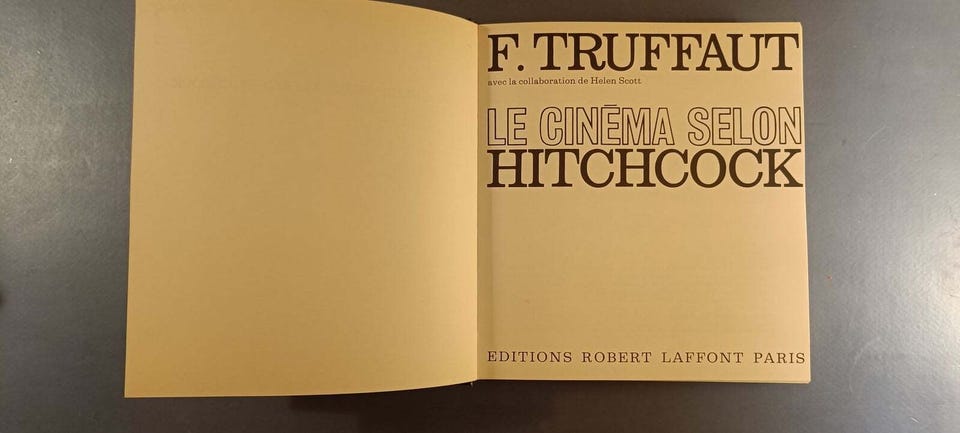 F. TRUFFAUT
avec la collaboration de Helen Scott
LE CINÉMA SELON
HITCHCOCK
EDITIONS ROBERT LAFFONT PARIS